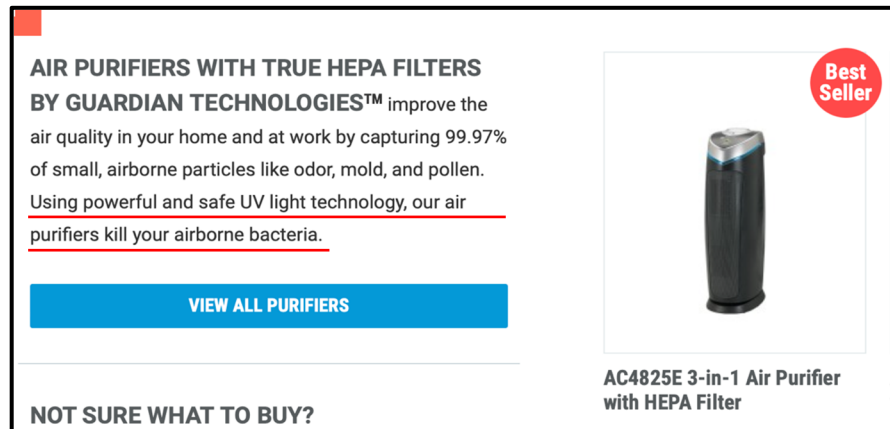 AIR PURIFIERS WITH TRUE HEPA FILTERS
BY GUARDIAN TECHNOLOGIES™ improve the
air quality in your home and at work by capturing 99.97%
of small, airborne particles like odor, mold, and pollen.
Using powerful and safe UV light technology, our air
purifiers kill your airborne bacteria.
VIEW ALL PURIFIERS
NOT SURE WHAT TO BUY?
Best
Seller
AC4825E 3-in-1 Air Purifier
with HEPA Filter